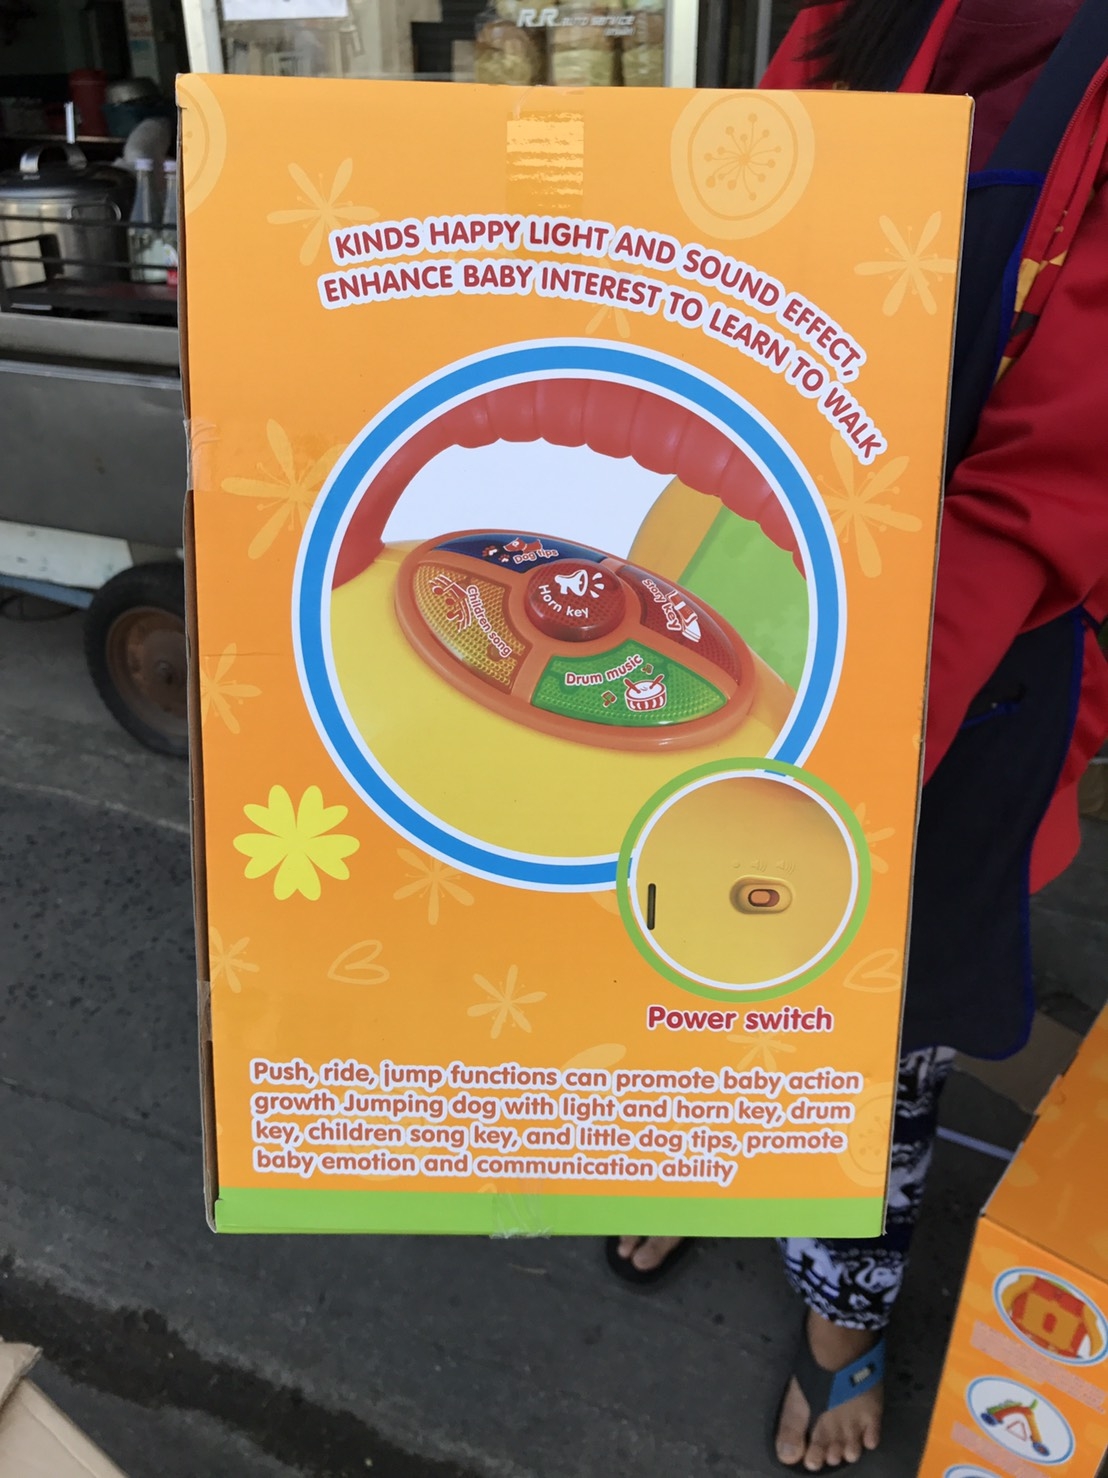 R.R. AUTO SERVICE
KINDS HAPPY LIGHT AND SOUND EFFECT,
ENHANCE BABY INTEREST TO LEARN TO WALK
Dog tips
Horn key
Story key
Children song
Drum music
Power switch
Push, ride, jump functions can promote baby action
growth Jumping dog with light and horn key, drum
key, children song key, and little dog tips, promote
baby emotion and communication ability